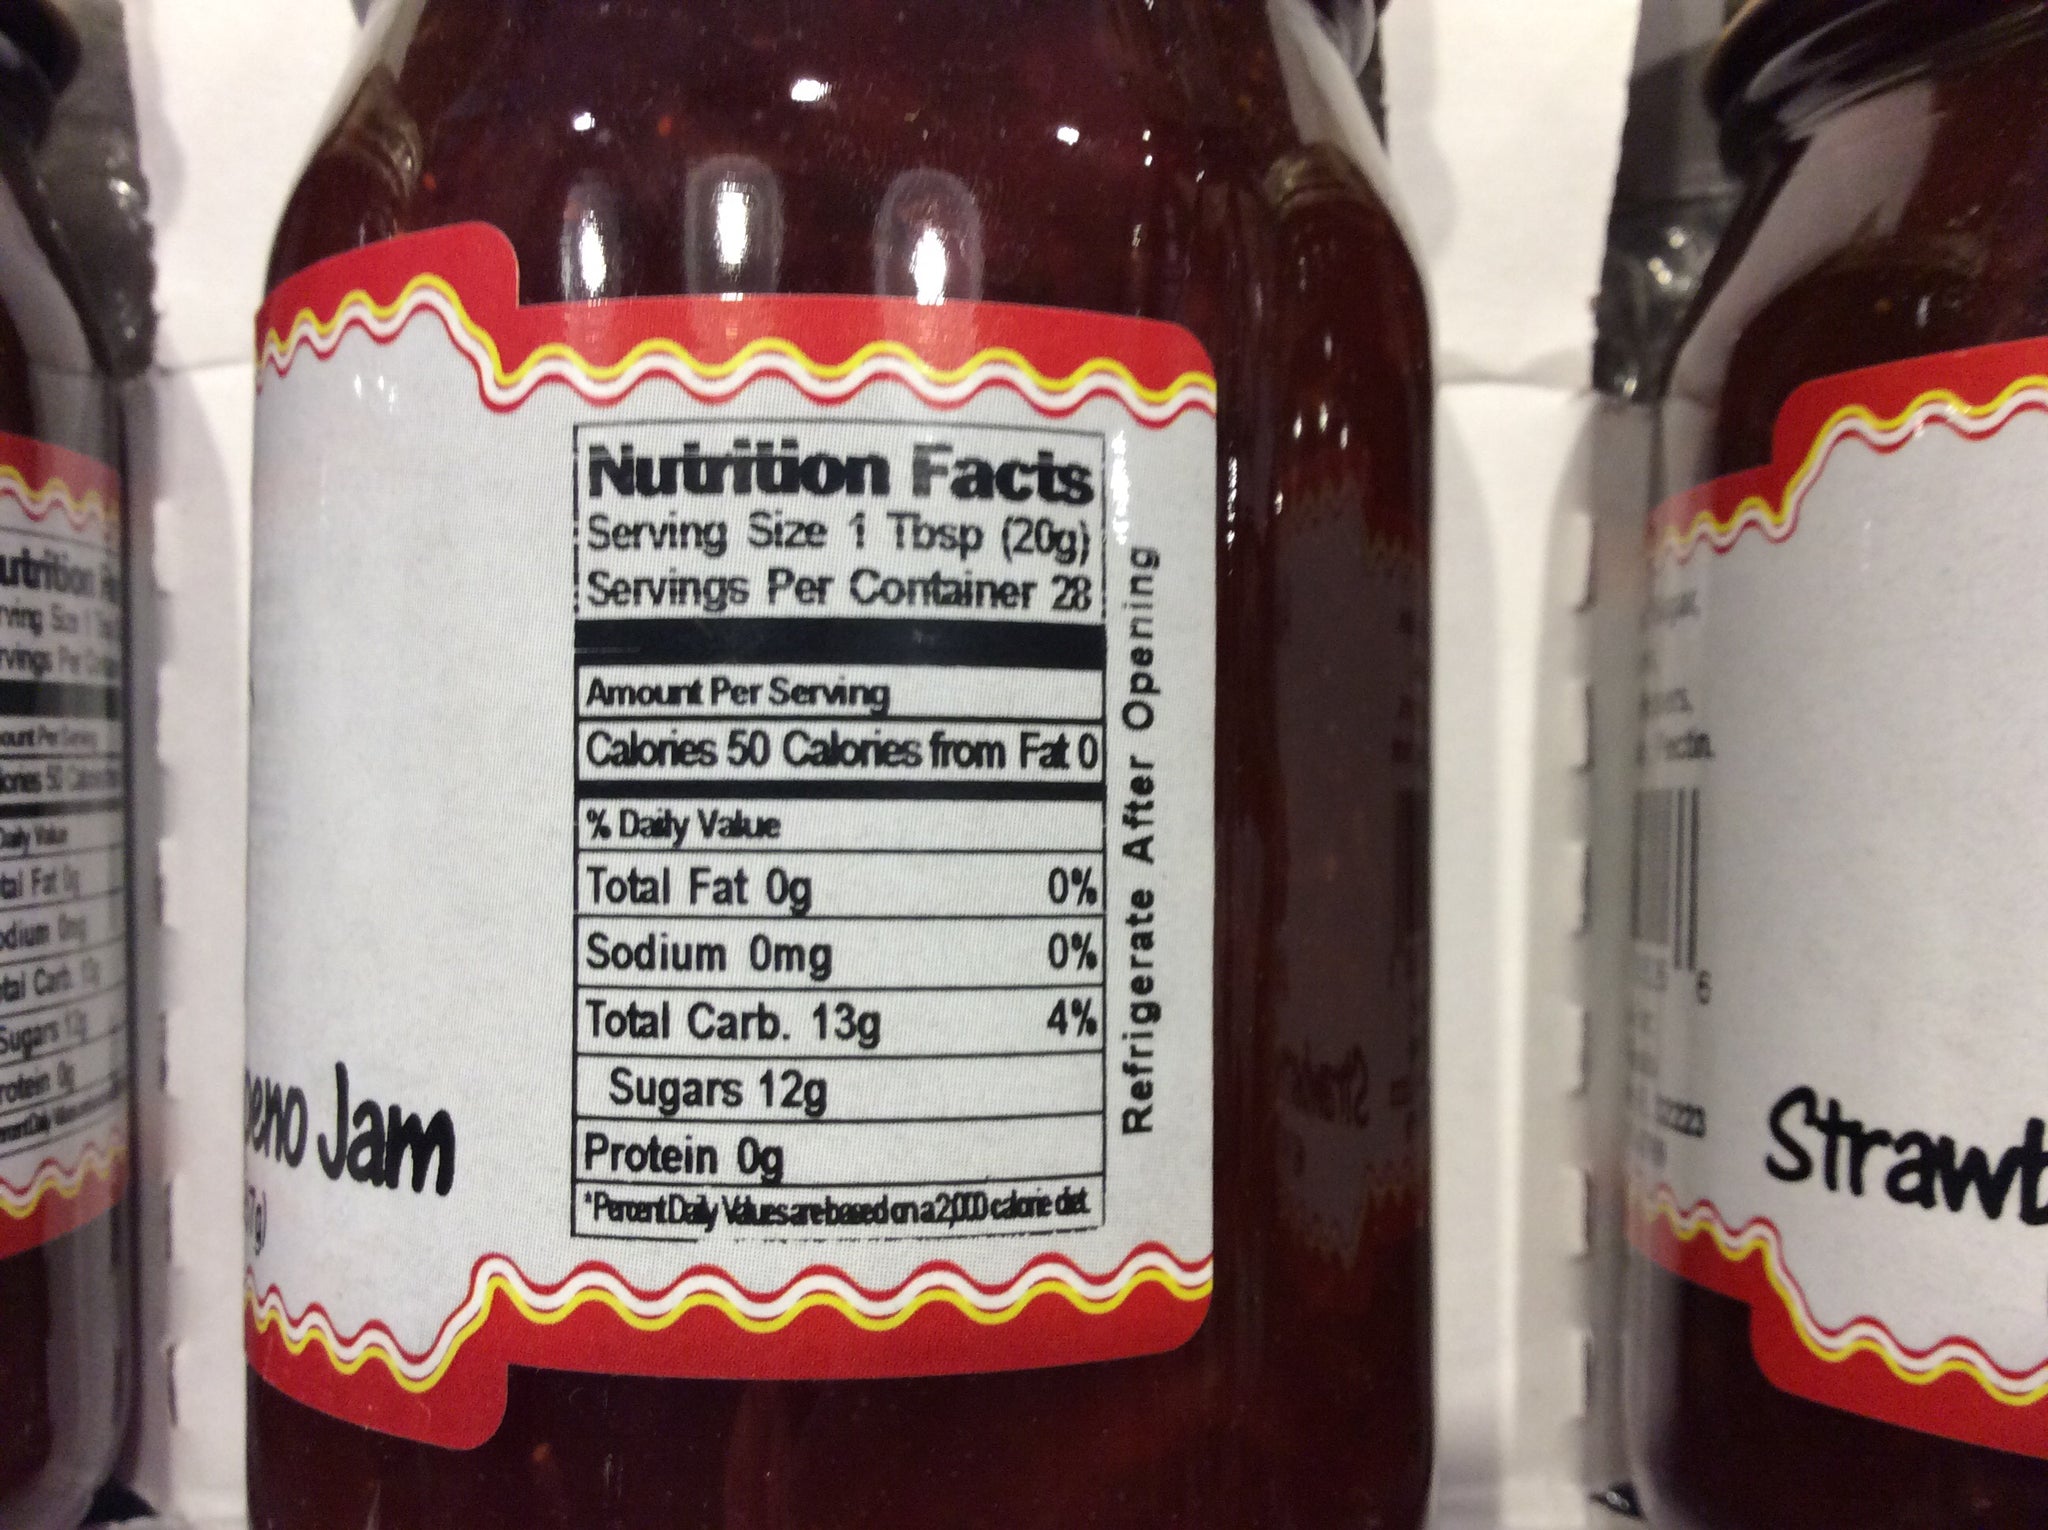 Nutrition Facts
Serving Size 1 Tbsp (20g)
Servings Per Container 28
Amount Per Serving
Calories 50 Calories from Fat 0
% Daily Value
Total Fat 0g 0%
Sodium 0mg 0%
Total Carb. 13g 4%
Sugars 12g
Protein 0g
*Percent Daily Values are based on a 2,000 calorie diet.
Refrigerate After Opening
eno Jam
Strawb
6